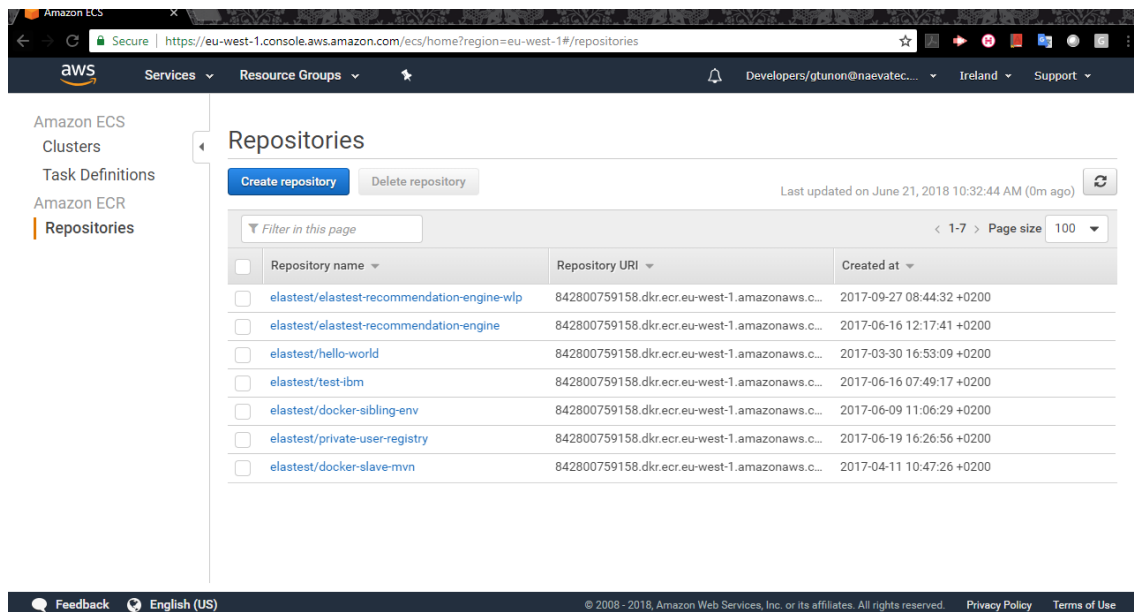 Amazon ECS
Secure | https://eu-west-1.console.aws.amazon.com/ecs/home?region=eu-west-1#/repositories
aws Services Resource Groups Developers/gtunon@naevatec.... Ireland Support
Amazon ECS
Clusters
Task Definitions
Amazon ECR
Repositories
Repositories
Create repository Delete repository
Last updated on June 21, 2018 10:32:44 AM (0m ago)
Filter in this page
< 1-7 > Page size 100
Repository name Repository URI Created at
elastest/elastest-recommendation-engine-wlp 842800759158.dkr.ecr.eu-west-1.amazonaws.c... 2017-09-27 08:44:32 +0200
elastest/elastest-recommendation-engine 842800759158.dkr.ecr.eu-west-1.amazonaws.c... 2017-06-16 12:17:41 +0200
elastest/hello-world 842800759158.dkr.ecr.eu-west-1.amazonaws.c... 2017-03-30 16:53:09 +0200
elastest/test-ibm 842800759158.dkr.ecr.eu-west-1.amazonaws.c... 2017-06-16 07:49:17 +0200
elastest/docker-sibling-env 842800759158.dkr.ecr.eu-west-1.amazonaws.c... 2017-06-09 11:06:29 +0200
elastest/private-user-registry 842800759158.dkr.ecr.eu-west-1.amazonaws.c... 2017-06-19 16:26:56 +0200
elastest/docker-slave-mvn 842800759158.dkr.ecr.eu-west-1.amazonaws.c... 2017-04-11 10:47:26 +0200
Feedback English (US) © 2008 - 2018, Amazon Web Services, Inc. or its affiliates. All rights reserved. Privacy Policy Terms of Use